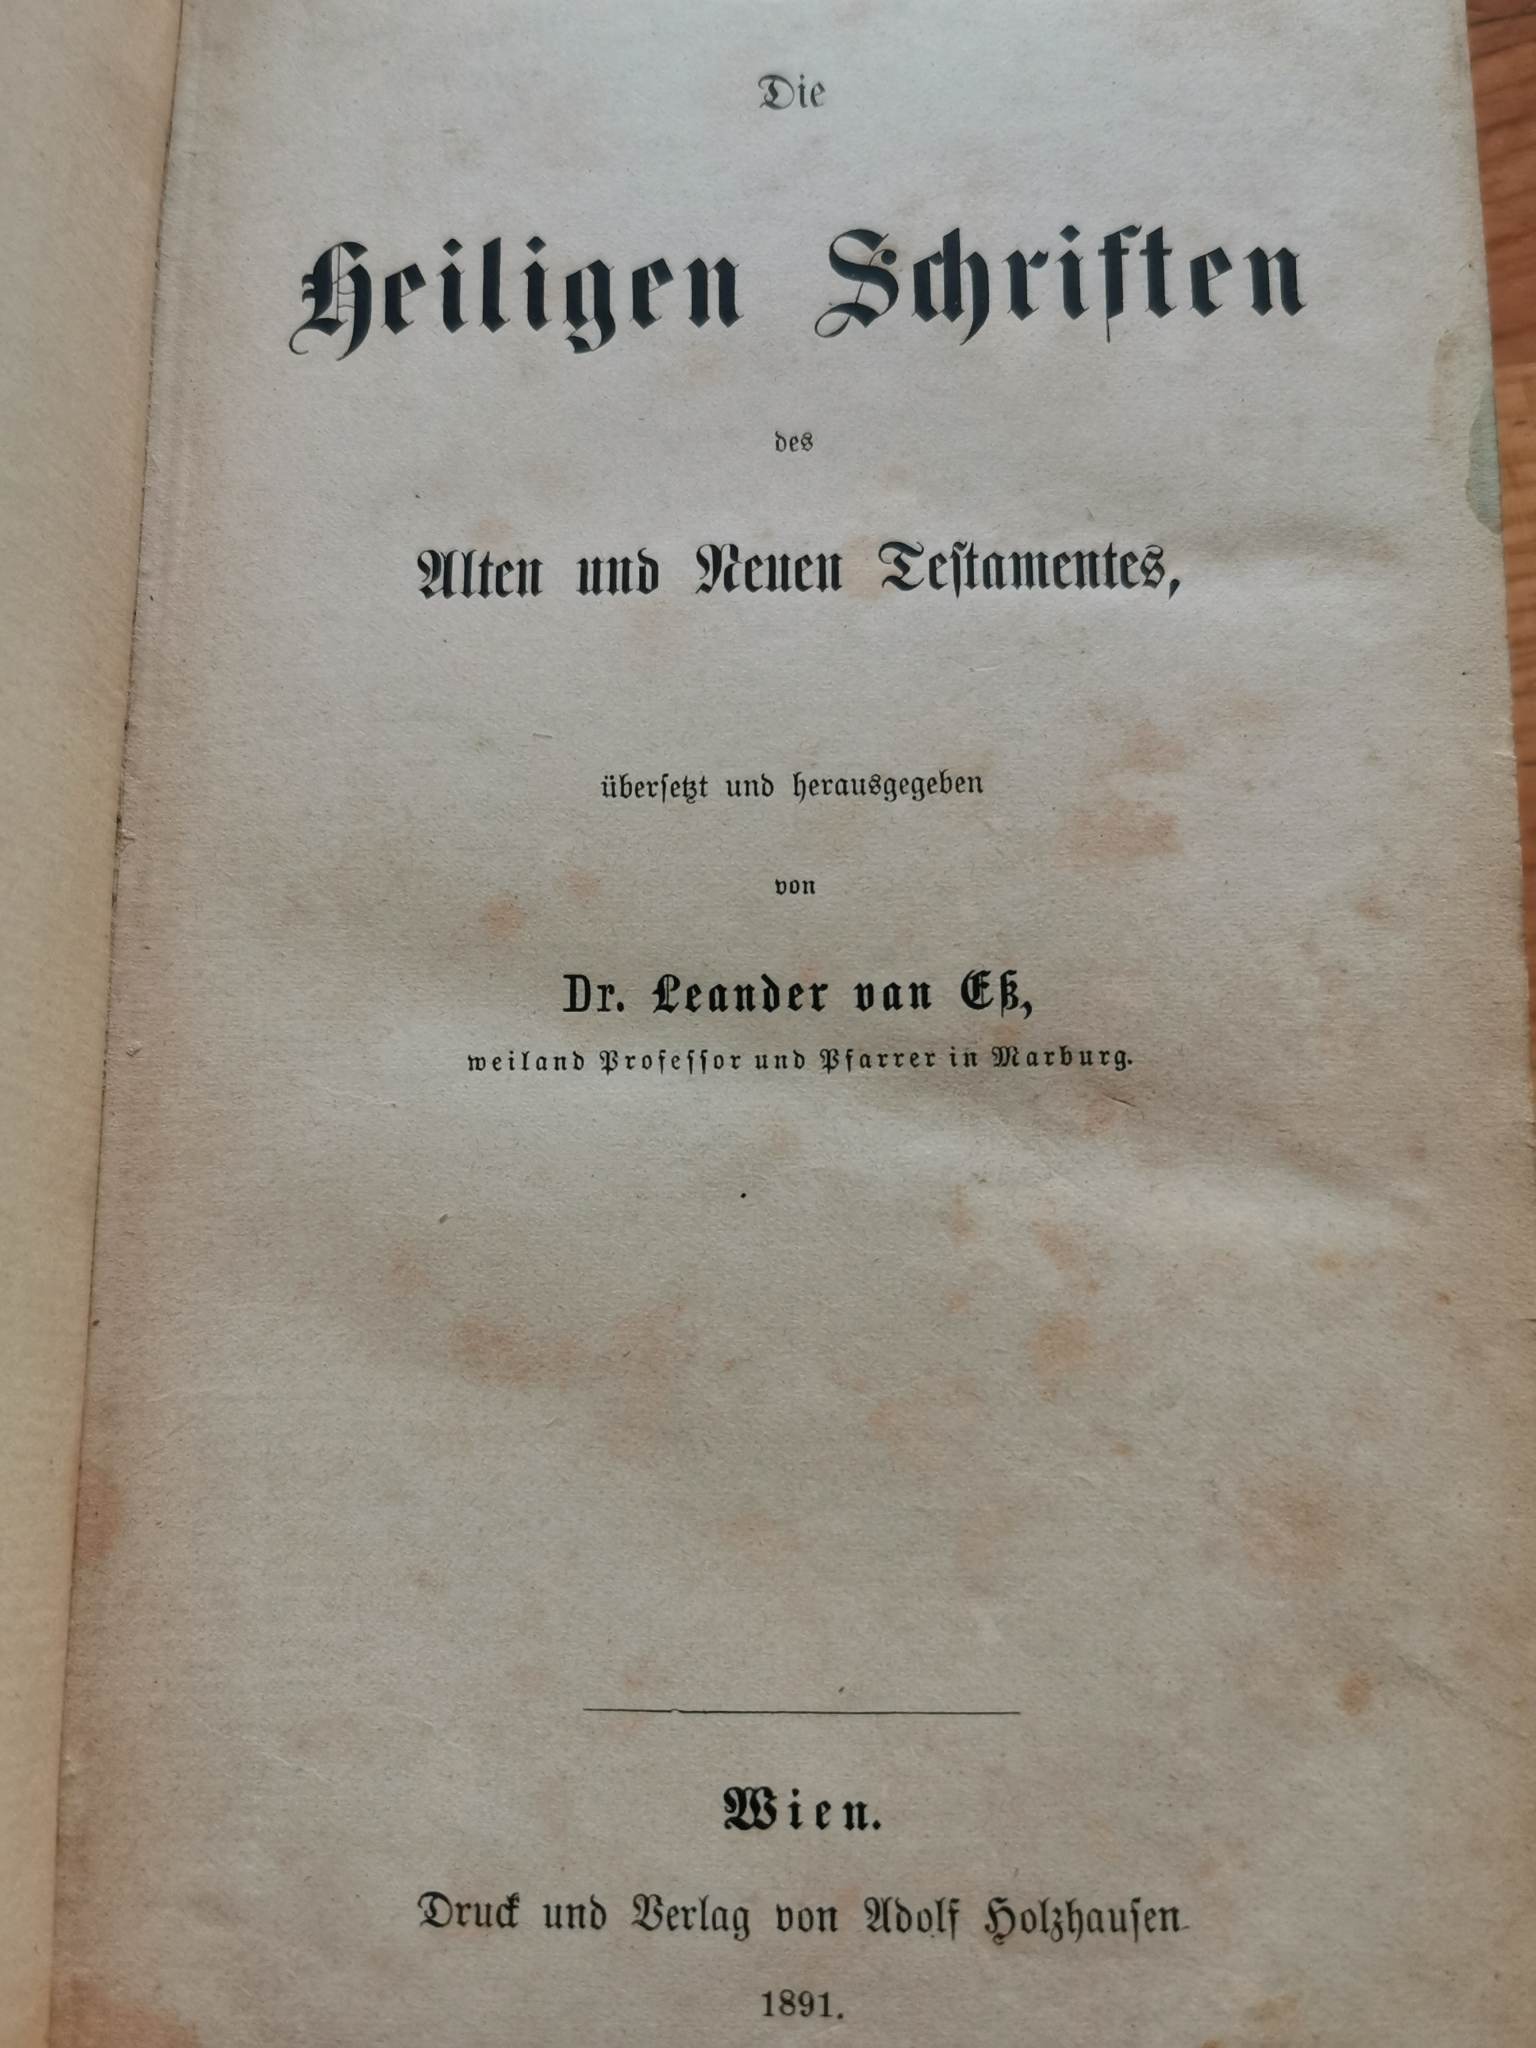 Die
Heiligen Schriften
des
Alten und Neuen Teſtamentes,
überſetzt und herausgegeben
von
Dr. Leander van Eß,
weiland Profeſſor und Pfarrer in Marburg.
Wien.
Druck und Verlag von Adolf Holzhauſen
1891.